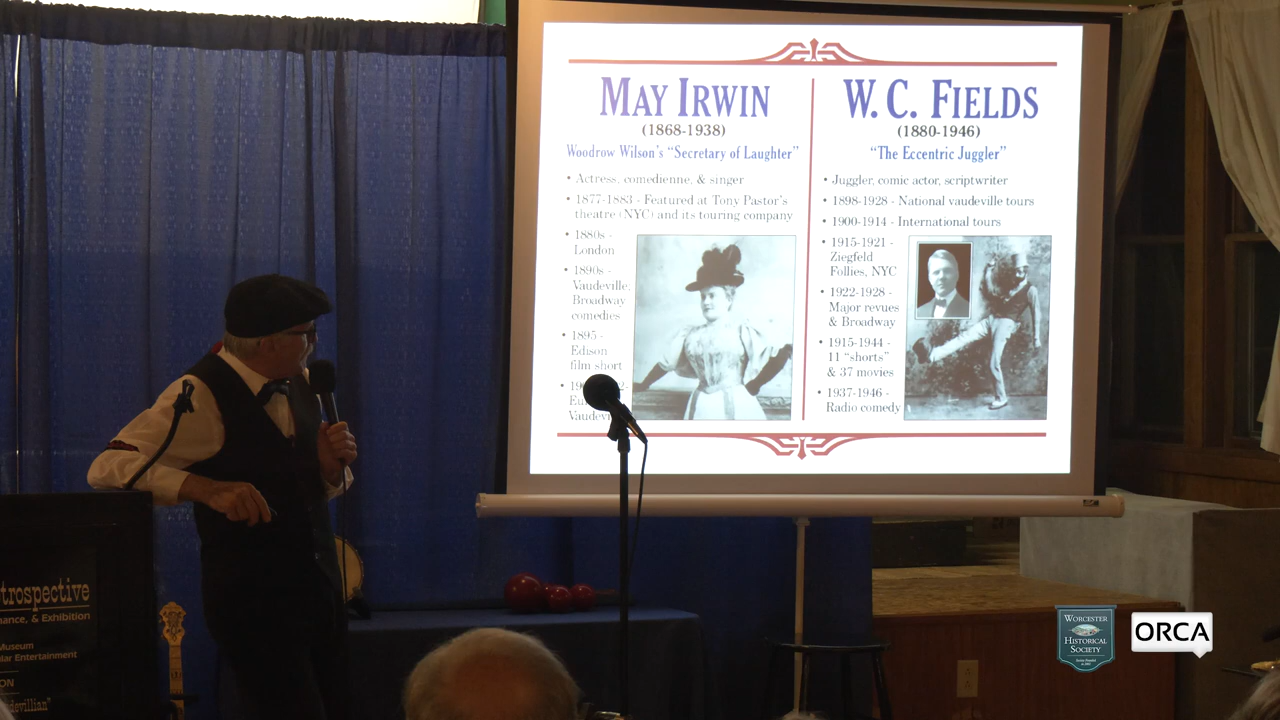 MAY IRWIN
(1868-1938)
Woodrow Wilson's "Secretary of Laughter"
• Actress, comedienne, & singer
• 1877-1883 - Featured at Tony Pastor's
theatre (NYC) and its touring company
• 1880s -
London
• 1890s -
Vaudeville,
Broadway
comedies
• 1895 -
Edison
film short
Vaudevi
W. C. FIELDS
(1880-1946)
"The Eccentric Juggler"
• Juggler, comic actor, scriptwriter
• 1898-1928 - National vaudeville tours
• 1900-1914 - International tours
• 1915-1921 -
Ziegfeld
Follies, NYC
• 1922-1928 -
Major revues
& Broadway
• 1915-1944 -
11 "shorts"
& 37 movies
• 1937-1946 -
Radio comedy
trospective
nance, & Exhibition
Museum
lar Entertainment
ON
devillian"
WORCESTER
HISTORICAL
SOCIETY
ORCA